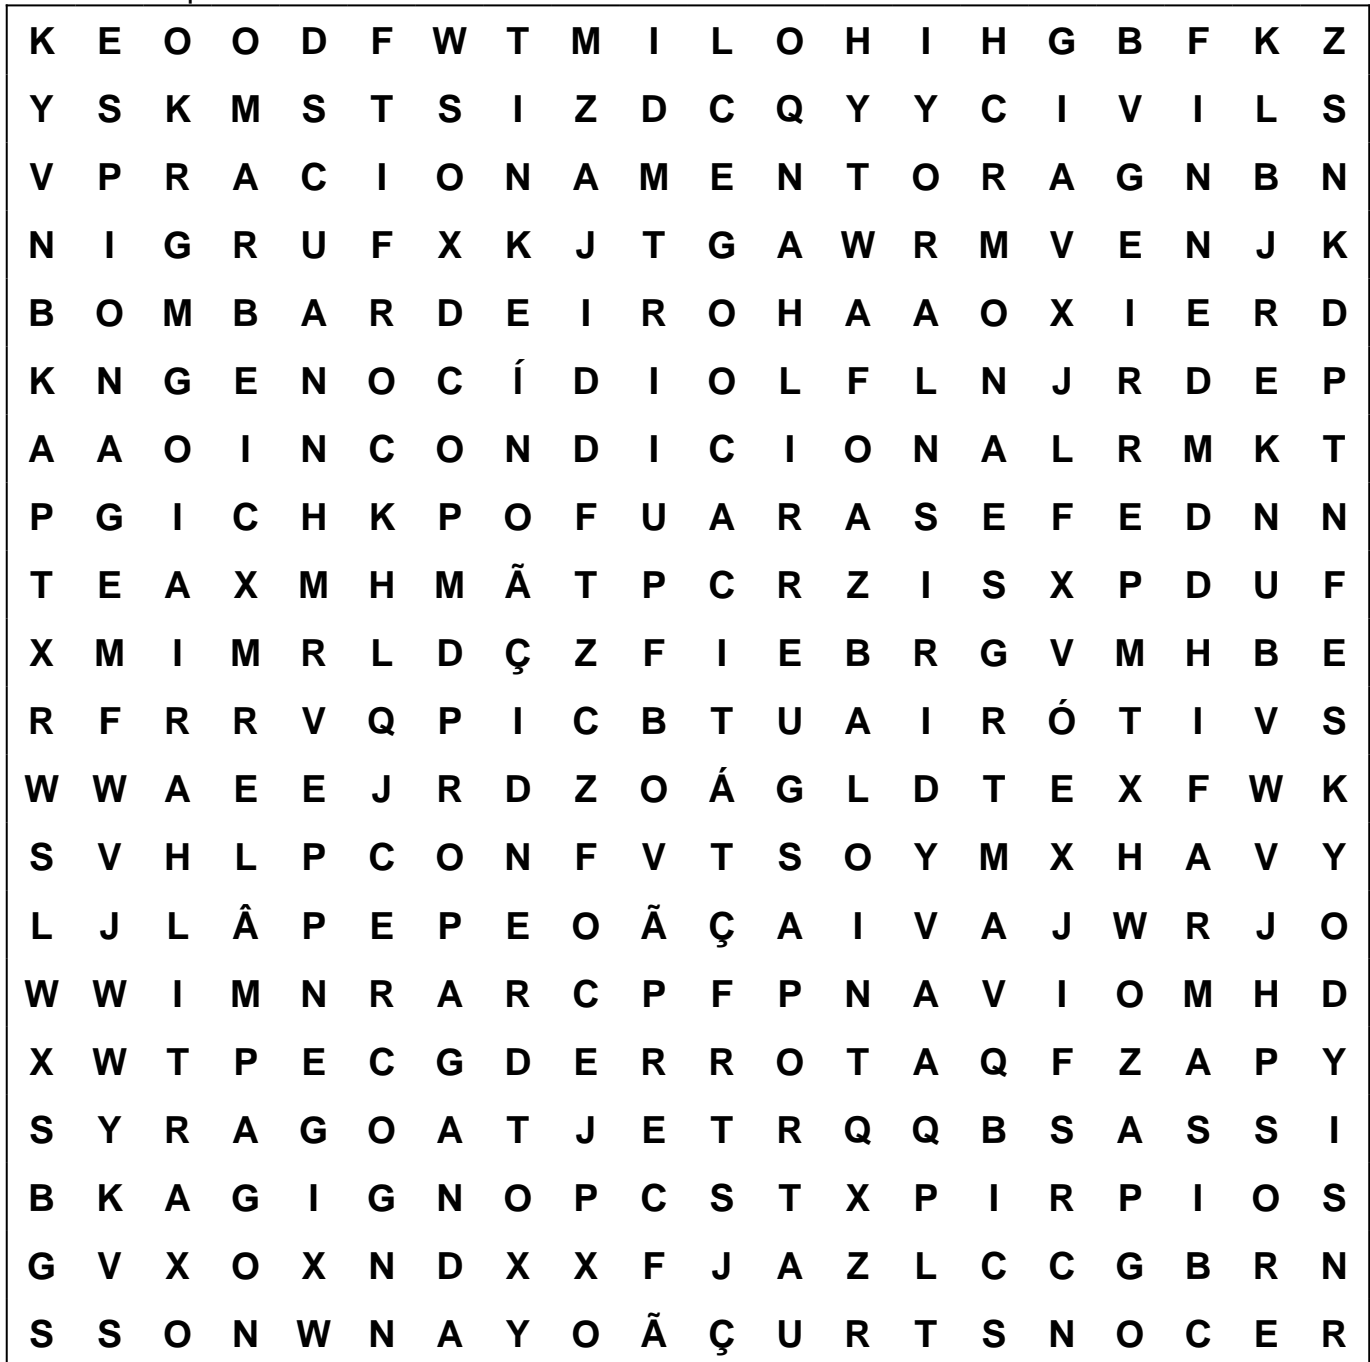 K E O O D F W T M I L O H I H G B F K Z
Y S K M S T S I Z D C Q Y Y C I V I L S
V P R A C I O N A M E N T O R A G N B N
N I G R U F X K J T G A W R M V E N J K
B O M B A R D E I R O H A A O X I E R D
K N G E N O C Í D I O L F L N J R D E P
A A O I N C O N D I C I O N A L R M K T
P G I C H K P O F U A R A S E F E D N N
T E A X M H M Ã T P C R Z I S X P D U F
X M I M R L D Ç Z F I E B R G V M H B E
R F R R V Q P I C B T U A I R Ó T I V S
W W A E E J R D Z O Á G L D T E X F W K
S V H L P C O N F V T S O Y M X H A V Y
L J L Â P E P E O Ã Ç A I V A J W R J O
W W I M N R A R C P F P N A V I O M H D
X W T P E C G D E R R O T A Q F Z A P Y
S Y R A G O A T J E T R Q Q B S A S S I
B K A G I G N O P C S T X P I R P I O S
G V X O X N D X X F J A Z L C C G B R N
S S O N W N A Y O Ã Ç U R T S N O C E R